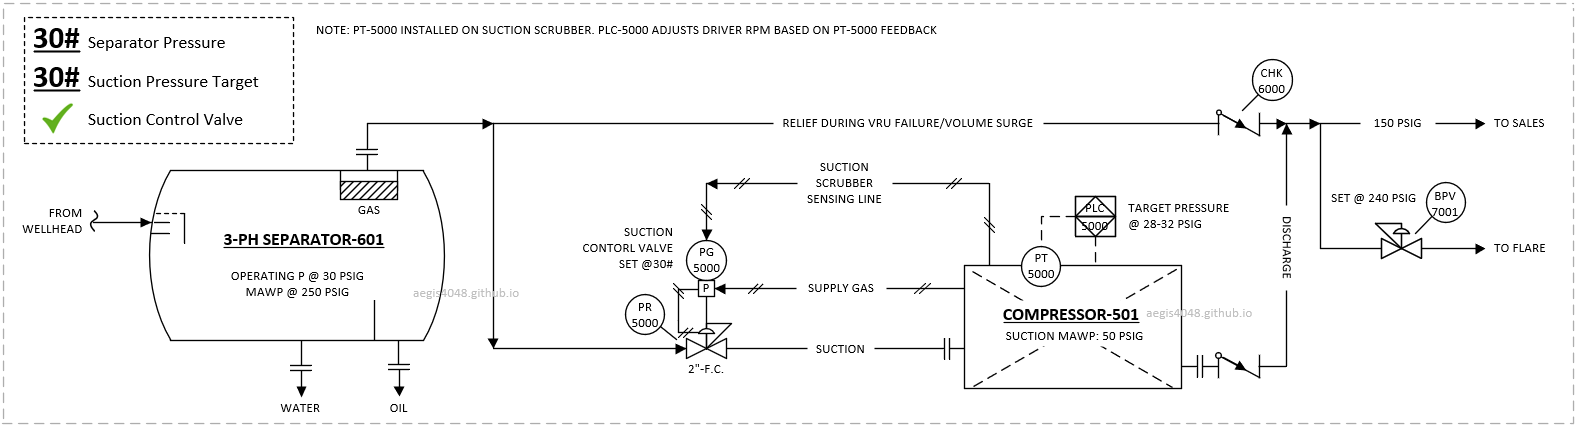 30# Separator Pressure
30# Suction Pressure Target
Suction Control Valve
NOTE: PT-5000 INSTALLED ON SUCTION SCRUBBER. PLC-5000 ADJUSTS DRIVER RPM BASED ON PT-5000 FEEDBACK
CHK
6000
RELIEF DURING VRU FAILURE/VOLUME SURGE
150 PSIG
TO SALES
FROM
WELLHEAD
GAS
3-PH SEPARATOR-601
OPERATING P @ 30 PSIG
MAWP @ 250 PSIG
WATER
OIL
aegis4048.github.io
SUCTION
SCRUBBER
SENSING LINE
SUCTION
CONTORL VALVE
SET @30#
PG
5000
P
PR
5000
2"-F.C.
SUPPLY GAS
SUCTION
PLC
5000
TARGET PRESSURE
@ 28-32 PSIG
PT
5000
COMPRESSOR-501
SUCTION MAWP: 50 PSIG
aegis4048.github.io
DISCHARGE
SET @ 240 PSIG
BPV
7001
TO FLARE